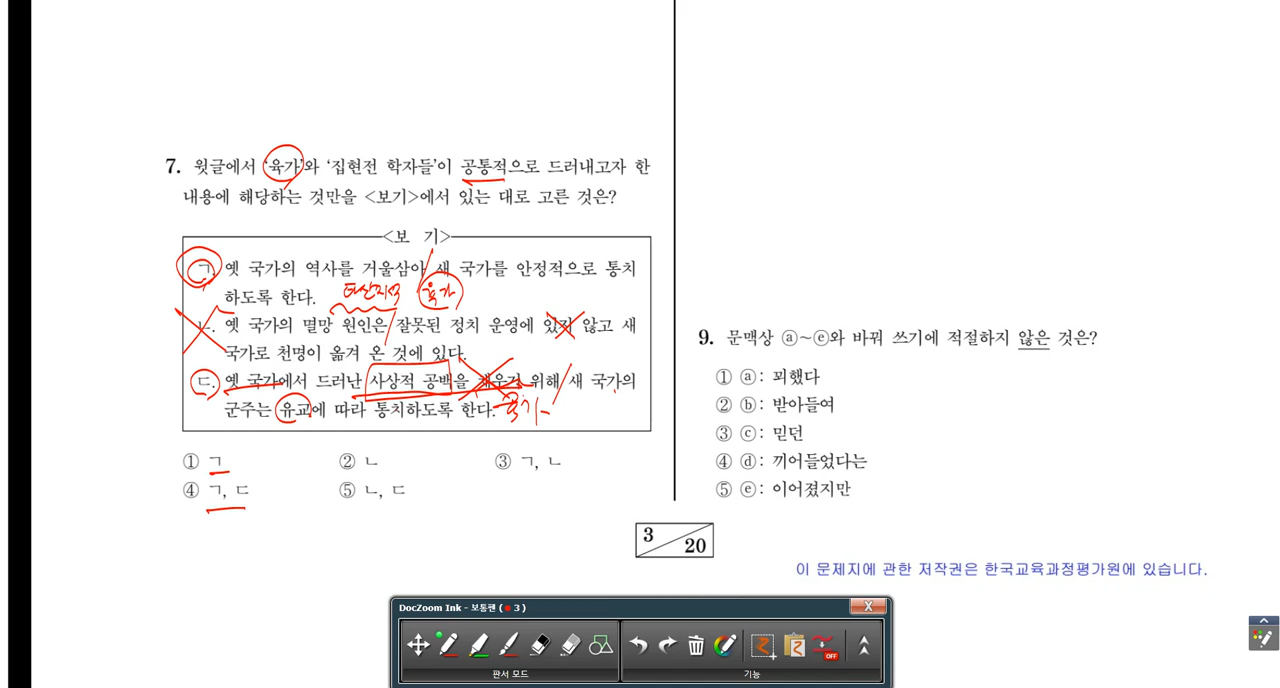 7. 윗글에서 ‘육가’와 ‘집현전 학자들’이 공통적으로 드러내고자 한
내용에 해당하는 것만을 <보기>에서 있는 대로 고른 것은?
<보 기>
ㄱ. 옛 국가의 역사를 거울삼아 새 국가를 안정적으로 통치
하도록 한다.
타산지석 육가
ㄴ. 옛 국가의 멸망 원인은 잘못된 정치 운영에 있지 않고 새
국가로 천명이 옮겨 온 것에 있다.
ㄷ. 옛 국가에서 드러난 사상적 공백을 채우기 위해 새 국가의
군주는 유교에 따라 통치하도록 한다.
① ㄱ ② ㄴ ③ ㄱ, ㄴ
④ ㄱ, ㄷ ⑤ ㄴ, ㄷ
9. 문맥상 ⓐ~ⓔ와 바꿔 쓰기에 적절하지 않은 것은?
① ⓐ: 꾀했다
② ⓑ: 받아들여
③ ⓒ: 믿던
④ ⓓ: 끼어들었다는
⑤ ⓔ: 이어졌지만
3
20
이 문제지에 관한 저작권은 한국교육과정평가원에 있습니다.
DocZoom Ink - 보통펜 ( 3 )
X
OFF
판서 모드 기능